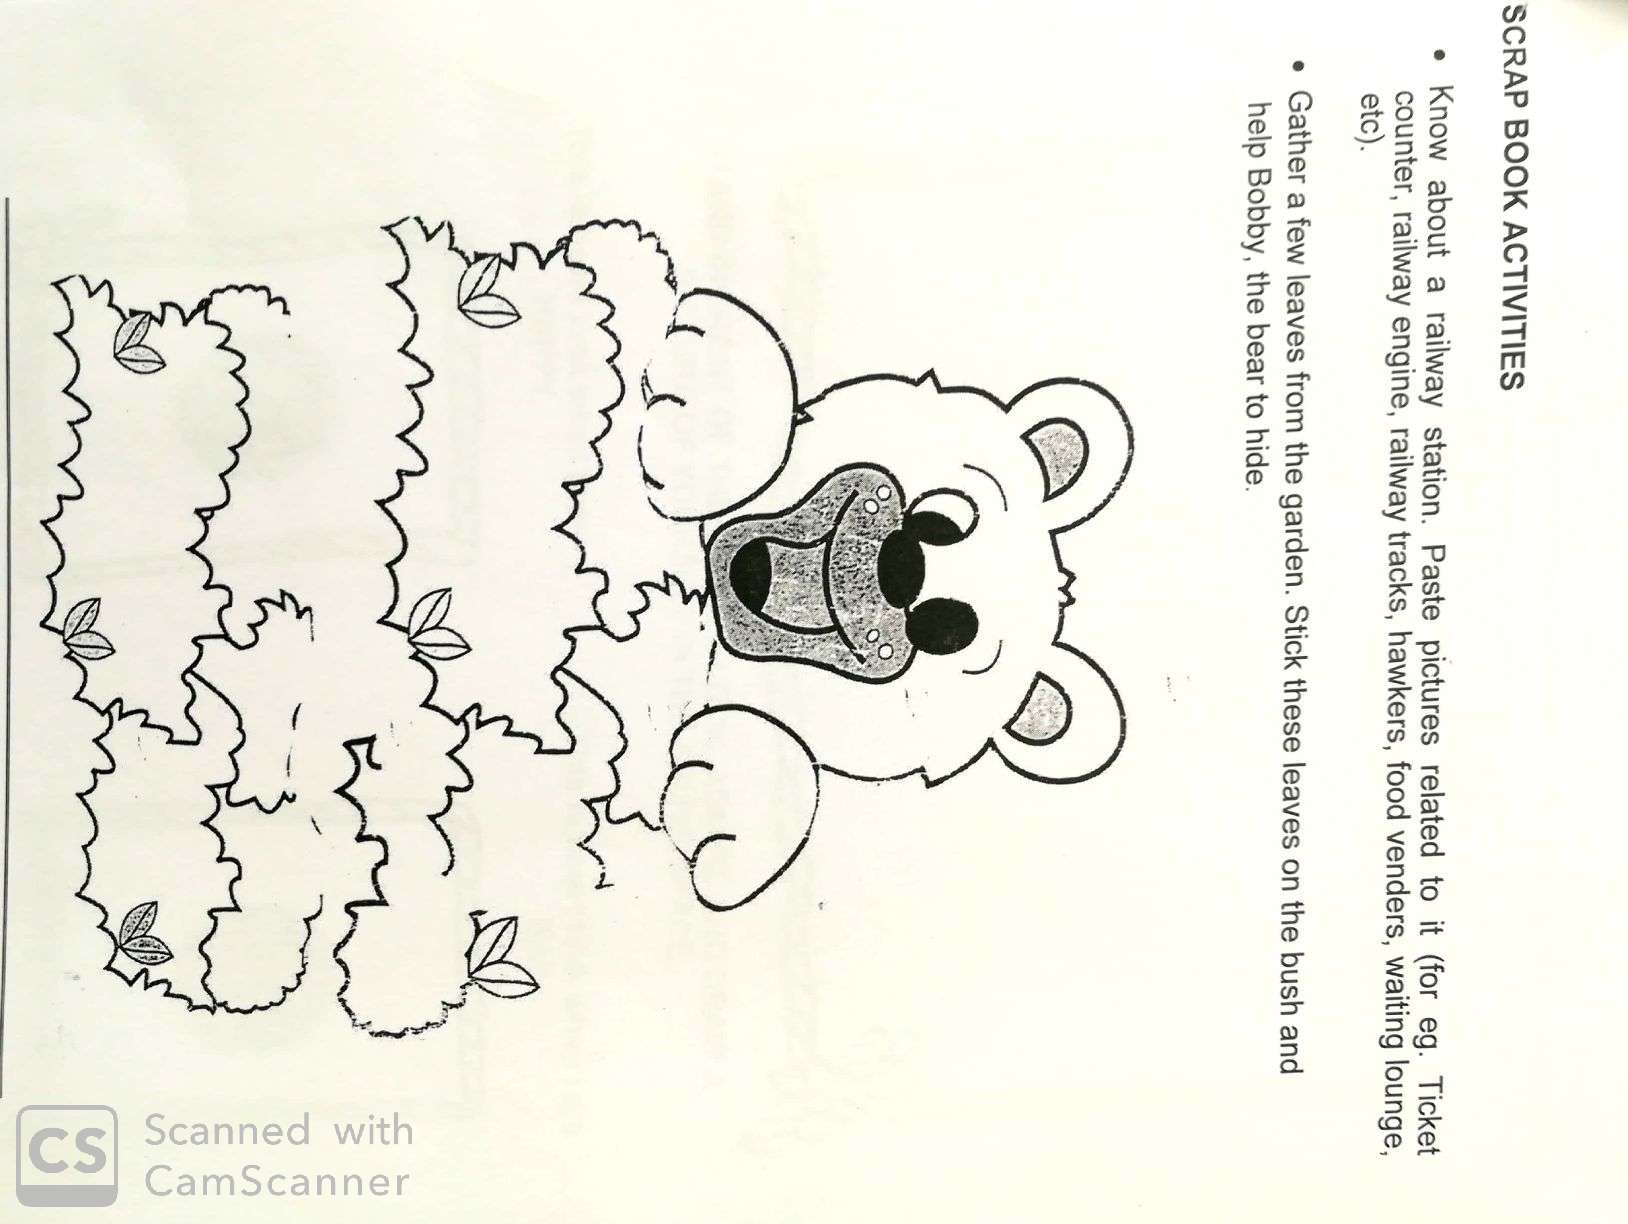 SCRAP BOOK ACTIVITIES
• Know about a railway station. Paste pictures related to it (for eg. Ticket
counter, railway engine, railway tracks, hawkers, food venders, waiting lounge,
etc).
• Gather a few leaves from the garden. Stick these leaves on the bush and
help Bobby, the bear to hide.
CS
Scanned with
CamScanner